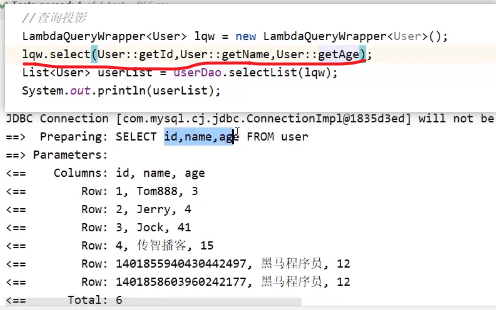 //查询投影
LambdaQueryWrapper<User> lqw = new LambdaQueryWrapper<User>();
lqw.select(User::getId,User::getName,User::getAge);
List<User> userList = userDao.selectList(lqw);
System.out.println(userList);
JDBC Connection [com.mysql.cj.jdbc.ConnectionImpl@1835d3ed] will not be
==>  Preparing: SELECT id,name,age FROM user
==> Parameters:
<==    Columns: id, name, age
<==        Row: 1, Tom888, 3
<==        Row: 2, Jerry, 4
<==        Row: 3, Jock, 41
<==        Row: 4, 传智播客, 15
<==        Row: 1401855940430442497, 黑马程序员, 12
<==        Row: 1401858603960242177, 黑马程序员, 12
<==      Total: 6